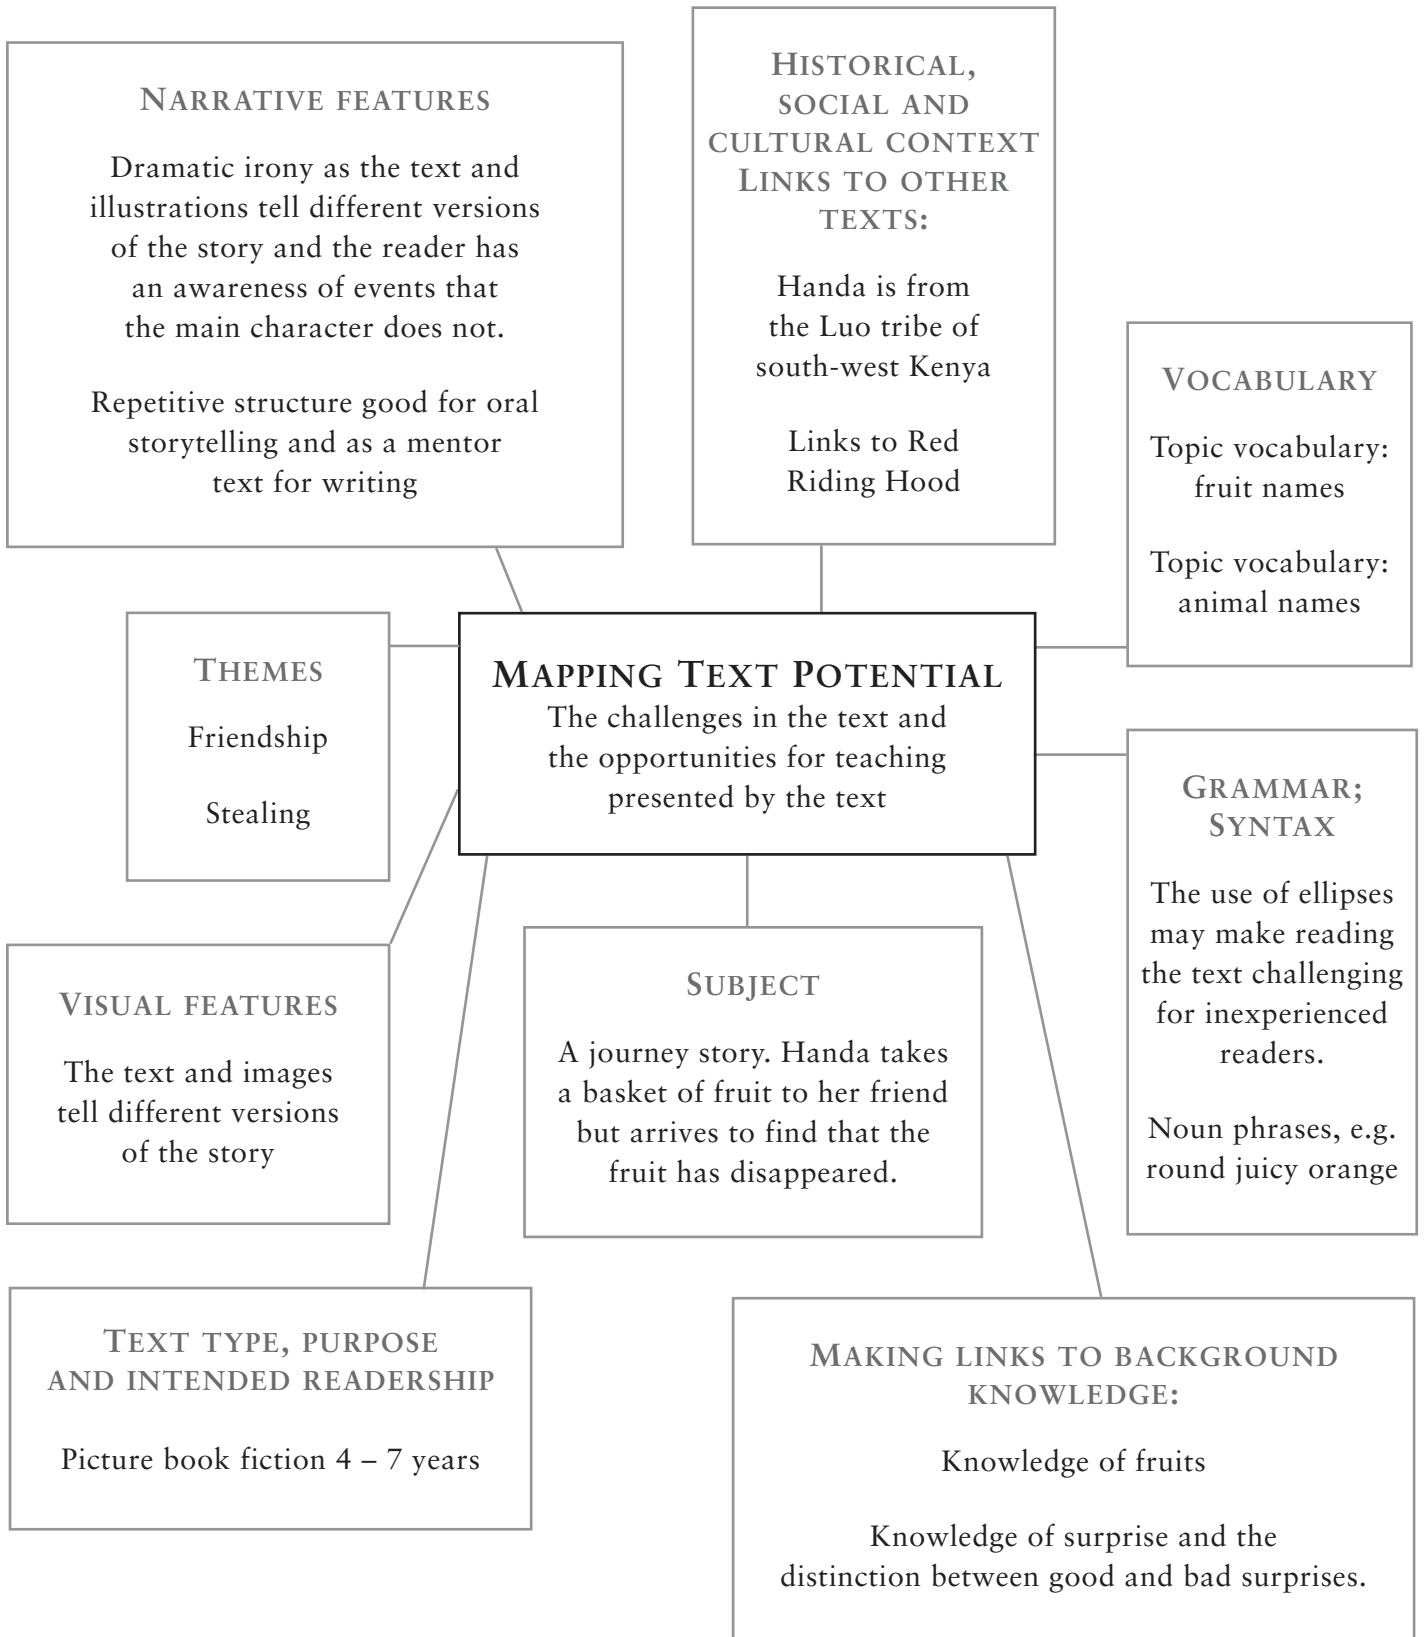 NARRATIVE FEATURES
Dramatic irony as the text and
illustrations tell different versions
of the story and the reader has
an awareness of events that
the main character does not.
Repetitive structure good for oral
storytelling and as a mentor
text for writing
HISTORICAL,
SOCIAL AND
CULTURAL CONTEXT
LINKS TO OTHER
TEXTS:
Handa is from
the Luo tribe of
south-west Kenya
Links to Red
Riding Hood
VOCABULARY
Topic vocabulary:
fruit names
Topic vocabulary:
animal names
THEMES
Friendship
Stealing
MAPPING TEXT POTENTIAL
The challenges in the text and
the opportunities for teaching
presented by the text
GRAMMAR;
SYNTAX
The use of ellipses
may make reading
the text challenging
for inexperienced
readers.
Noun phrases, e.g.
round juicy orange
VISUAL FEATURES
The text and images
tell different versions
of the story
SUBJECT
A journey story. Handa takes
a basket of fruit to her friend
but arrives to find that the
fruit has disappeared.
TEXT TYPE, PURPOSE
AND INTENDED READERSHIP
Picture book fiction 4 – 7 years
MAKING LINKS TO BACKGROUND
KNOWLEDGE:
Knowledge of fruits
Knowledge of surprise and the
distinction between good and bad surprises.